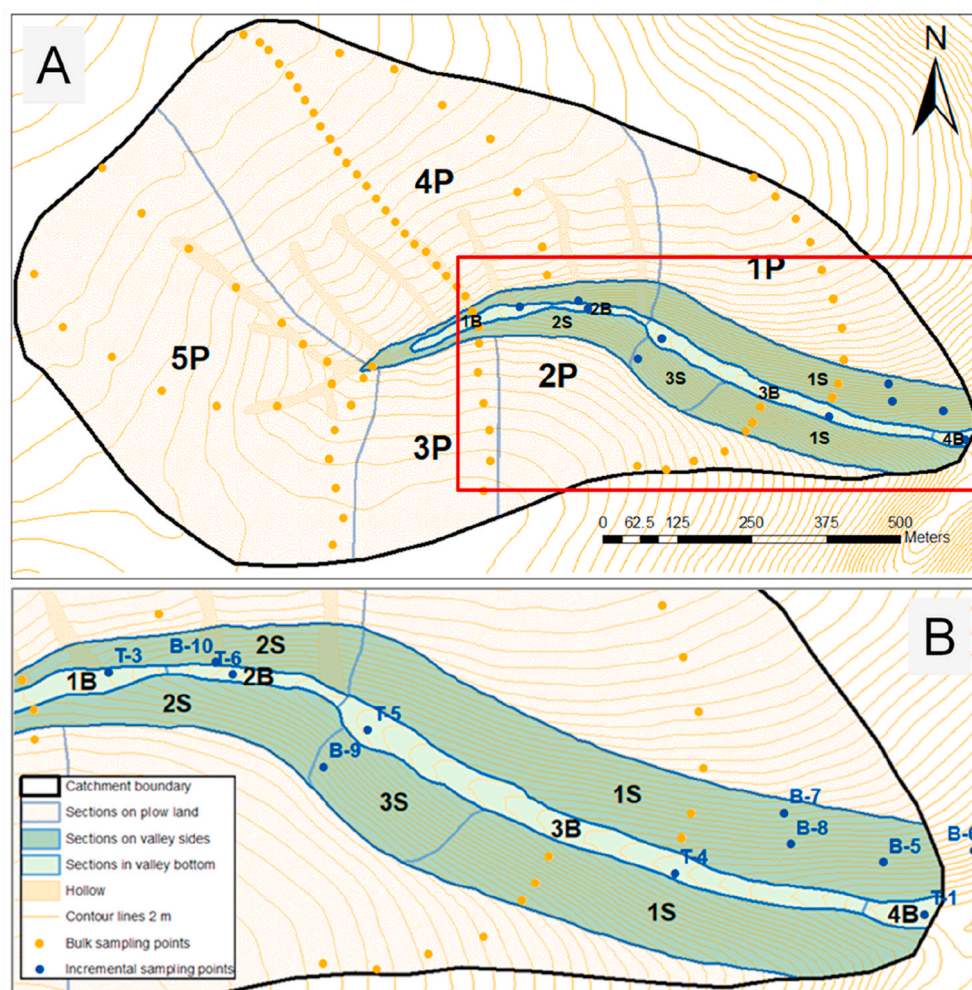 A
N
4P
1P
1B
2B
2S
5P
2P
3S
1S
3B
3P
1S
4B
0 62.5 125 250 375 500
Meters
B
B-10
2S
T-3
T-6
1B
2B
2S
T-5
B-9
Catchment boundary
Sections on plow land
Sections on valley sides
Sections in valley bottom
Hollow
Contour lines 2 m
Bulk sampling points
Incremental sampling points
3S
1S
B-7
3B
B-8
B-5
T-4
T-1
1S
4B